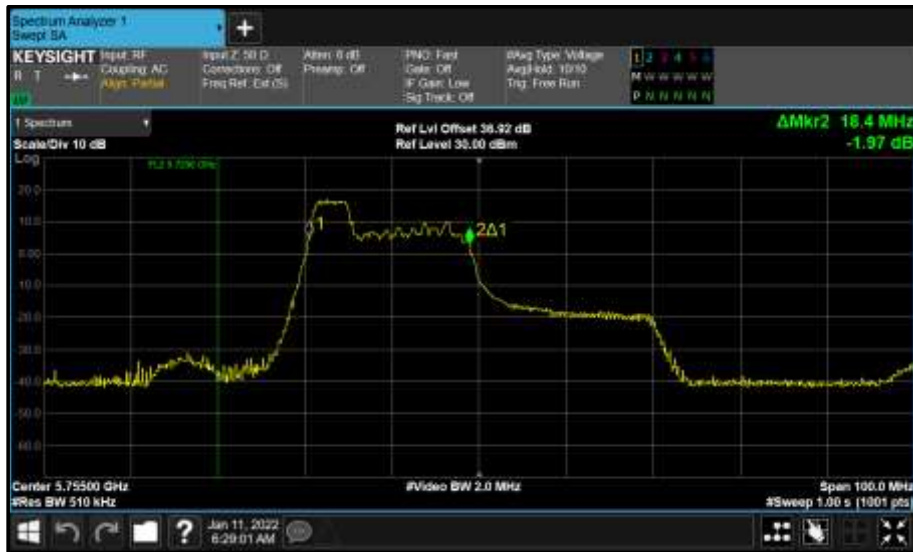 Spectrum Analyzer 1
Swept SA
+
KEYSIGHT
R T
Input: RF
Coupling: AC
Align: Partial
Input Z: 50 Ω
Corrections: Off
Freq Ref: Ext (S)
Atten: 6 dB
Preamp: Off
PNO: Fast
Gate: Off
IF Gain: Low
Sig Track: Off
#Avg Type: Voltage
Avg|Hold: 10/10
Trig: Free Run
1 2 3 4 5 6
M W W W W W
P N N N N N
1 Spectrum
Scale/Div 10 dB
Ref Lvl Offset 36.92 dB
Ref Level 30.00 dBm
ΔMkr2 18.4 MHz
-1.97 dB
Log
20.0
10.0
0.00
-10.0
-20.0
-30.0
-40.0
-50.0
-60.0
1
2Δ1
Center 5.75500 GHz
#Res BW 510 kHz
#Video BW 2.0 MHz
Span 100.0 MHz
#Sweep 1.00 s (1001 pts)
?
Jan 11, 2022
6:29:01 AM